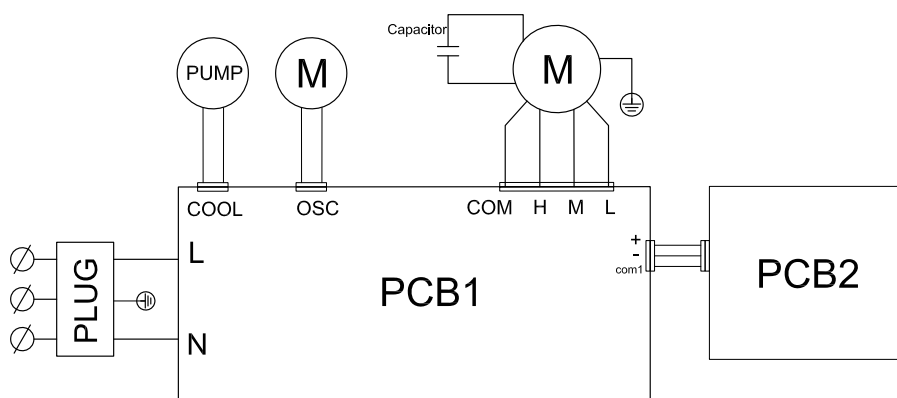 Capacitor
PUMP
M
M
COOL
OSC
COM
H
M
L
PLUG
L
N
PCB1
+
-
com1
PCB2